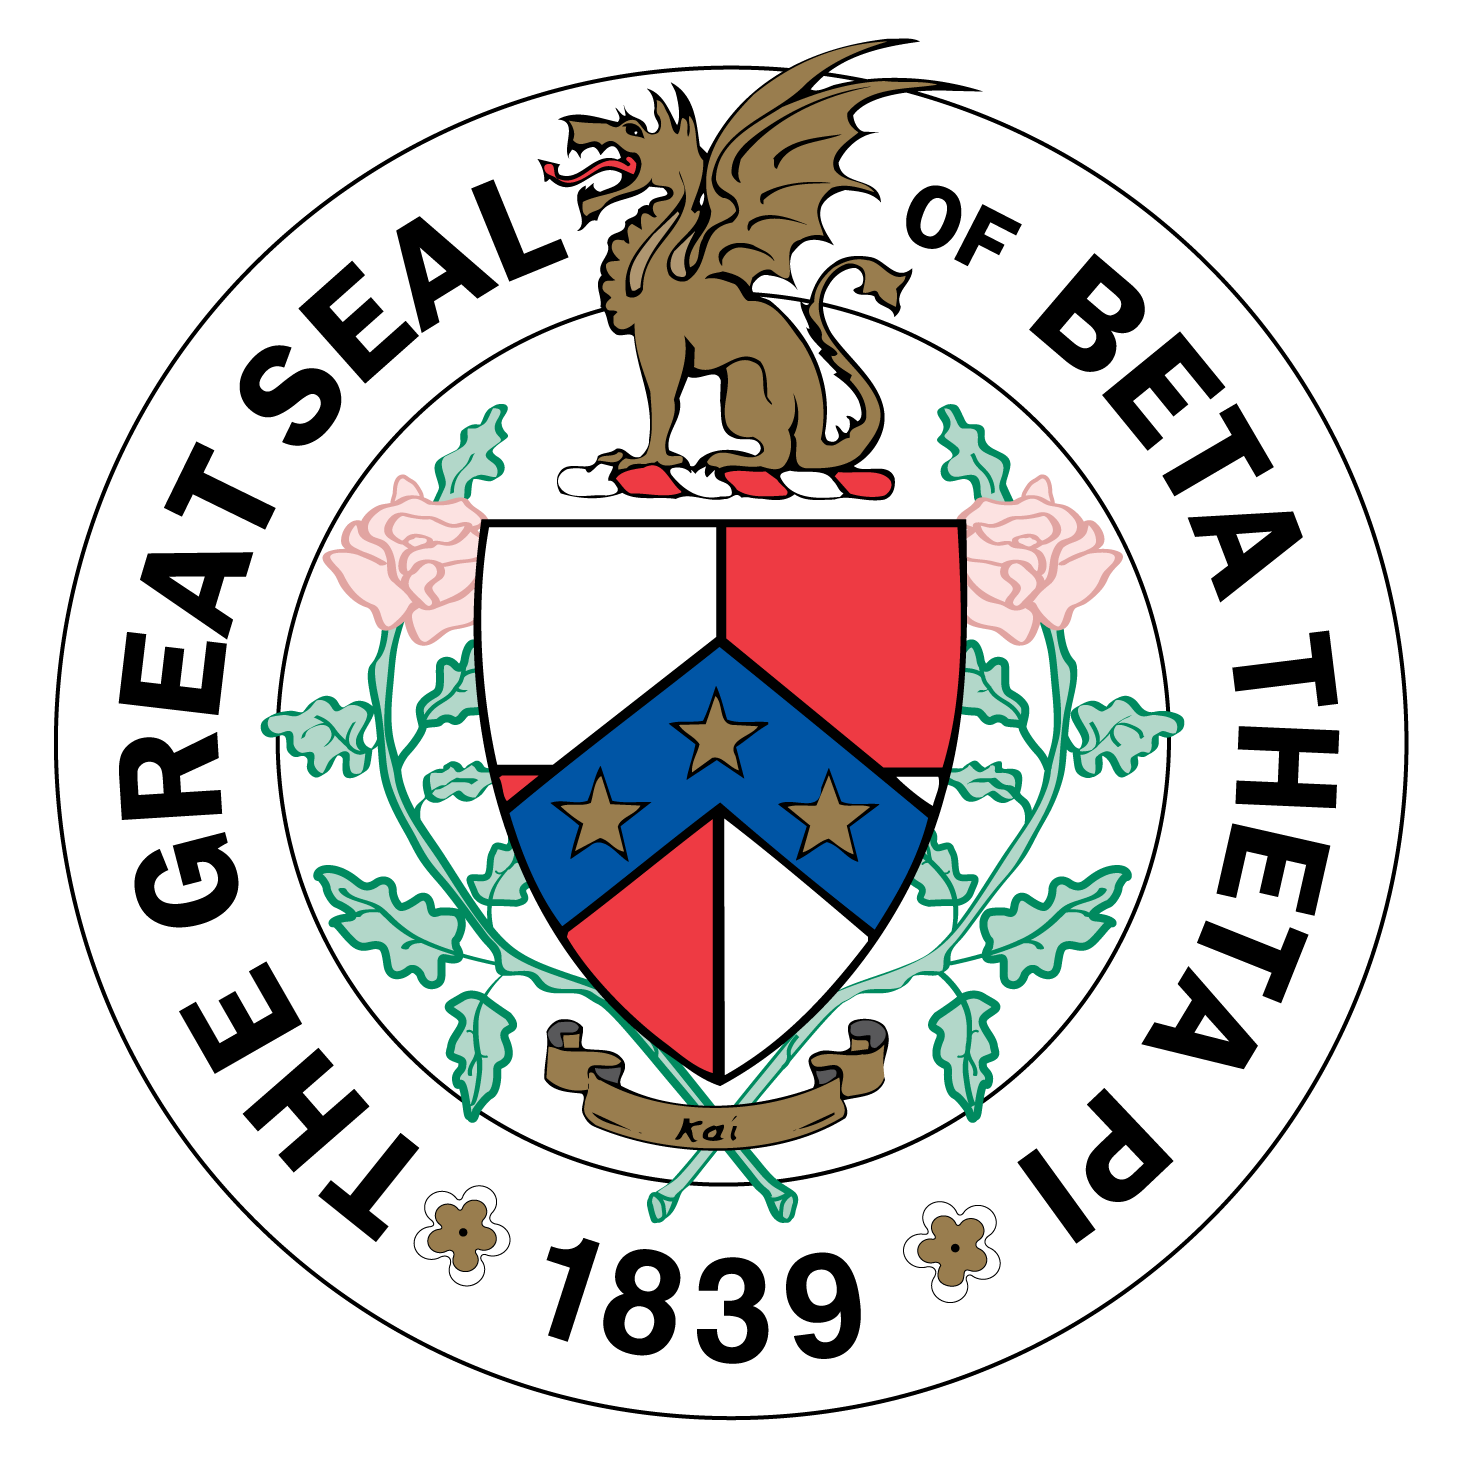 THE GREAT SEAL OF BETA THETA PI
1839
Kai